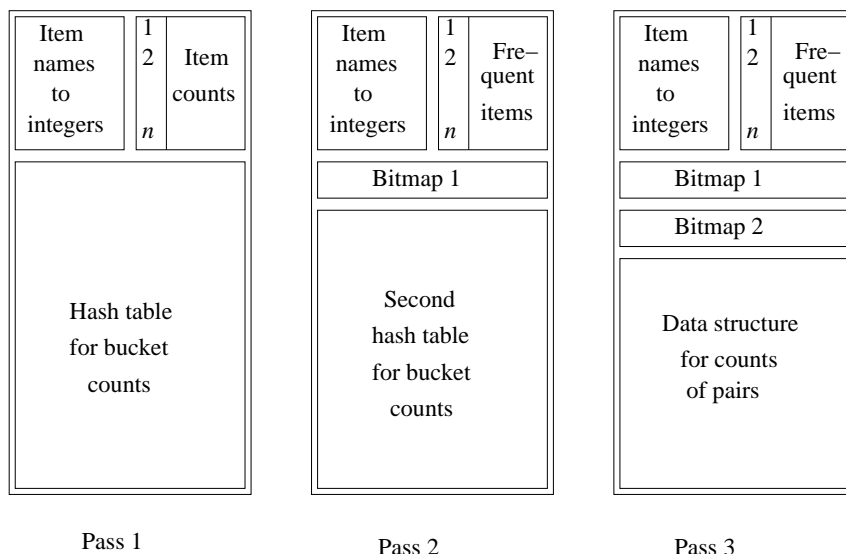 Item
names
to
integers
1
2
n
Item
counts
Hash table
for bucket
counts
Pass 1
Item
names
to
integers
1
2
n
Fre–
quent
items
Bitmap 1
Second
hash table
for bucket
counts
Pass 2
Item
names
to
integers
1
2
n
Fre–
quent
items
Bitmap 1
Bitmap 2
Data structure
for counts
of pairs
Pass 3